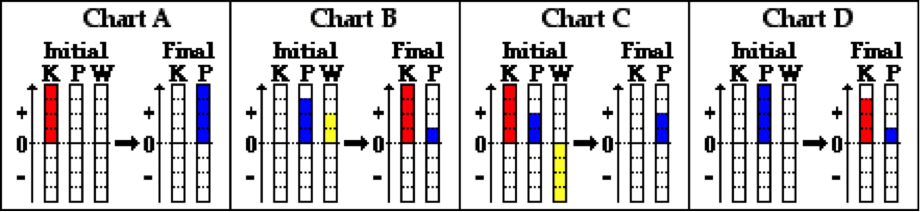 Chart A Chart B Chart C Chart D
Initial Final Initial Final Initial Final Initial Final
K P W K P K P W K P K P W K P K P W K P
+ + + + + + + +
0 0 0 0 0 0 0 0
- - - - - - - -